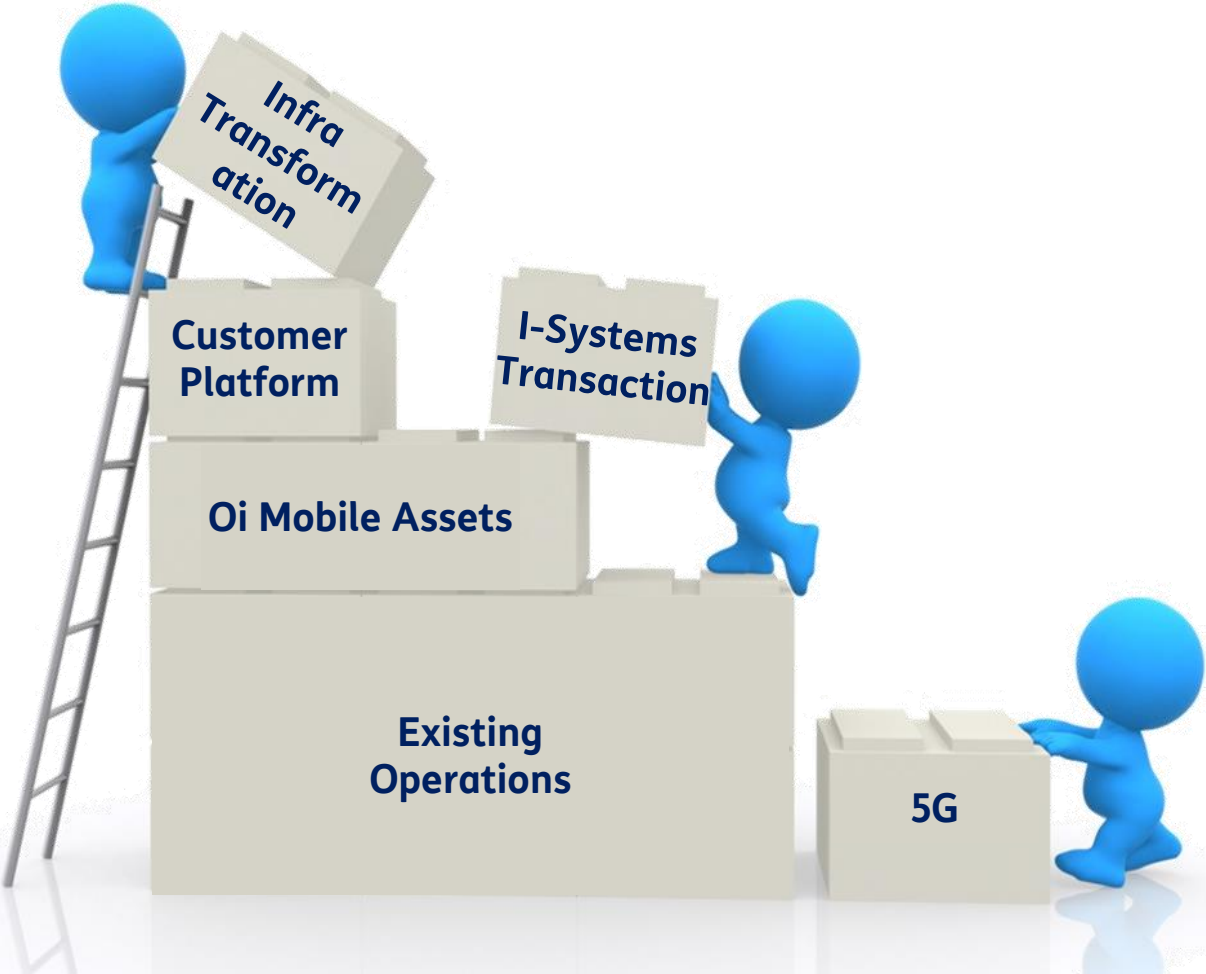 Infra
Transform
ation
Customer
Platform
I-Systems
Transaction
Oi Mobile Assets
Existing
Operations
5G